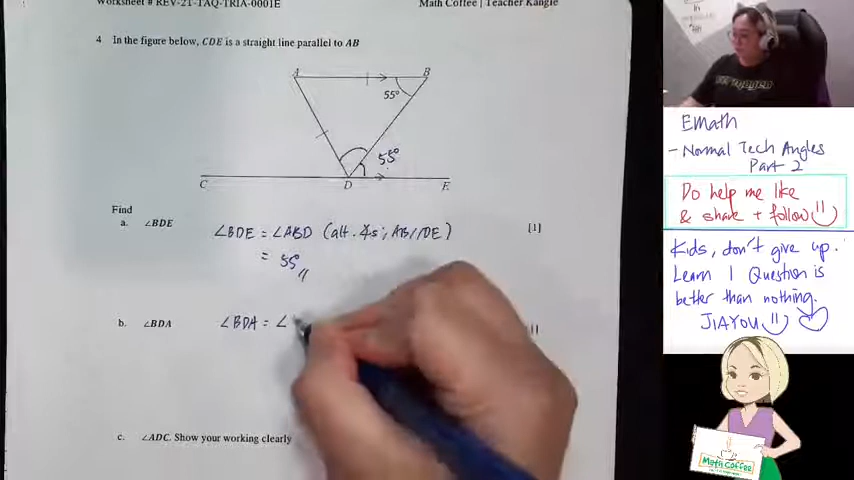 Worksheet # REV-21-TAQ-TRIA-0001E
Math Coffee | Teacher Kangie
4 In the figure below, CDE is a straight line parallel to AB
A
B
55°
55°
C
D
E
Find
a. ∠BDE
∠BDE = ∠ABD (alt. ∠s; AB//DE)
[1]
= 55°
b. ∠BDA
∠BDA = ∠
c. ∠ADC. Show your working clearly
EMath
- Normal Tech Angles
Part 2
Do help me like
& share + follow
Kids, don't give up.
Learn 1 Question is
better than nothing.
JIAYOU
Math Coffee